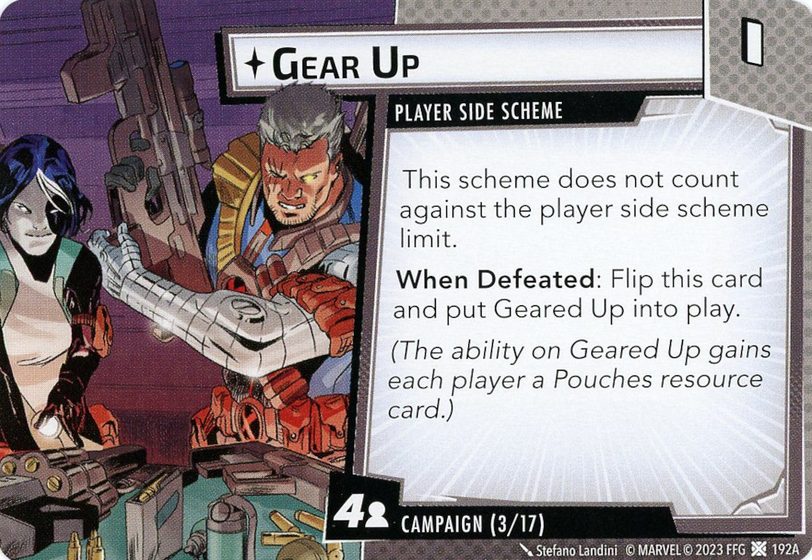 Gear Up
PLAYER SIDE SCHEME
This scheme does not count
against the player side scheme
limit.
When Defeated: Flip this card
and put Geared Up into play.
(The ability on Geared Up gains
each player a Pouches resource
card.)
4
CAMPAIGN (3/17)
Stefano Landini © MARVEL © 2023 FFG 192A